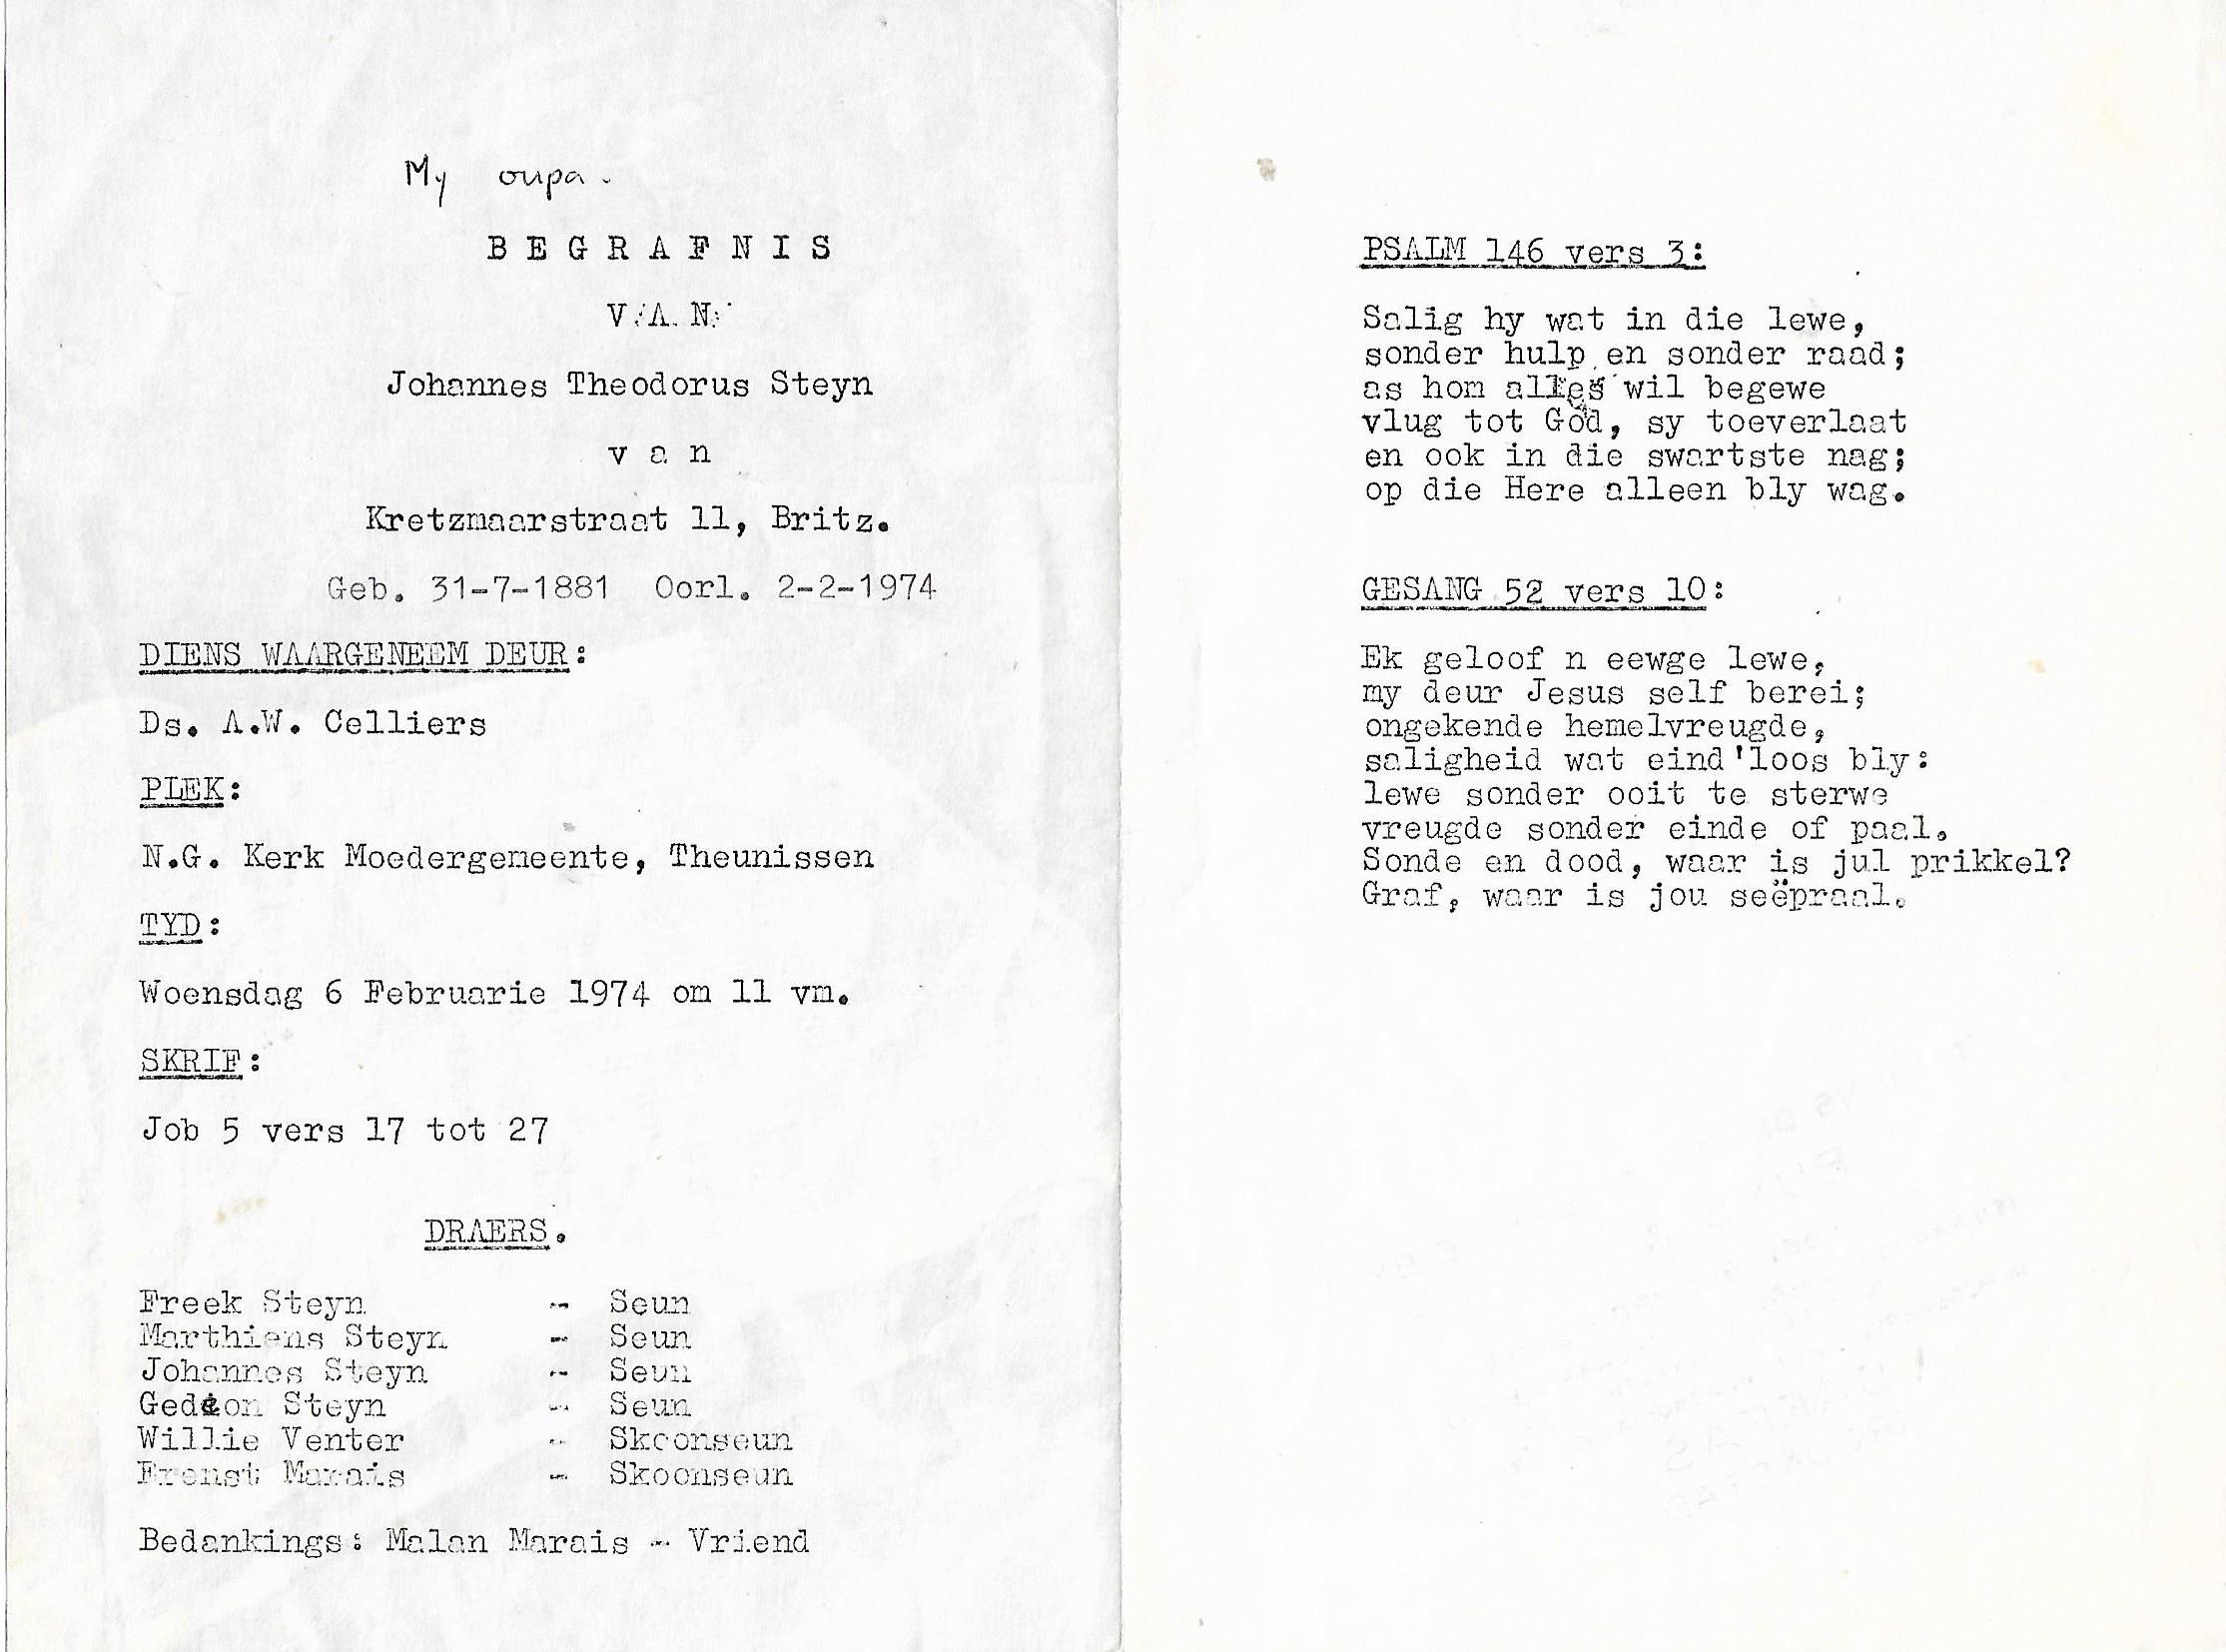 My oupa.
B E G R A F N I S
V A N
Johannes Theodorus Steyn
v a n
Kretzmaarstraat 11, Britz.
Geb. 31-7-1881 Oorl. 2-2-1974
DIENS WAARGENEEM DEUR:
Ds. A.W. Celliers
PLEK:
N.G. Kerk Moedergemeente, Theunissen
TYD:
Woensdag 6 Februarie 1974 om 11 vm.
SKRIF:
Job 5 vers 17 tot 27
DRAERS.
Freek Steyn - Seun
Marthiens Steyn - Seun
Johannes Steyn - Seun
Gedeon Steyn - Seun
Willie Venter - Skoonseun
Erenst Marais - Skoonseun
Bedankings: Malan Marais - Vriend
PSALM 146 vers 3:
Salig hy wat in die lewe,
sonder hulp en sonder raad;
as hom alles wil begewe
vlug tot God, sy toeverlaat
en ook in die swartste nag;
op die Here alleen bly wag.
GESANG 52 vers 10:
Ek geloof n eewge lewe,
my deur Jesus self berei;
ongekende hemelvreugde,
saligheid wat eind'loos bly:
lewe sonder ooit te sterwe
vreugde sonder einde of paal.
Sonde en dood, waar is jul prikkel?
Graf, waar is jou seëpraal.